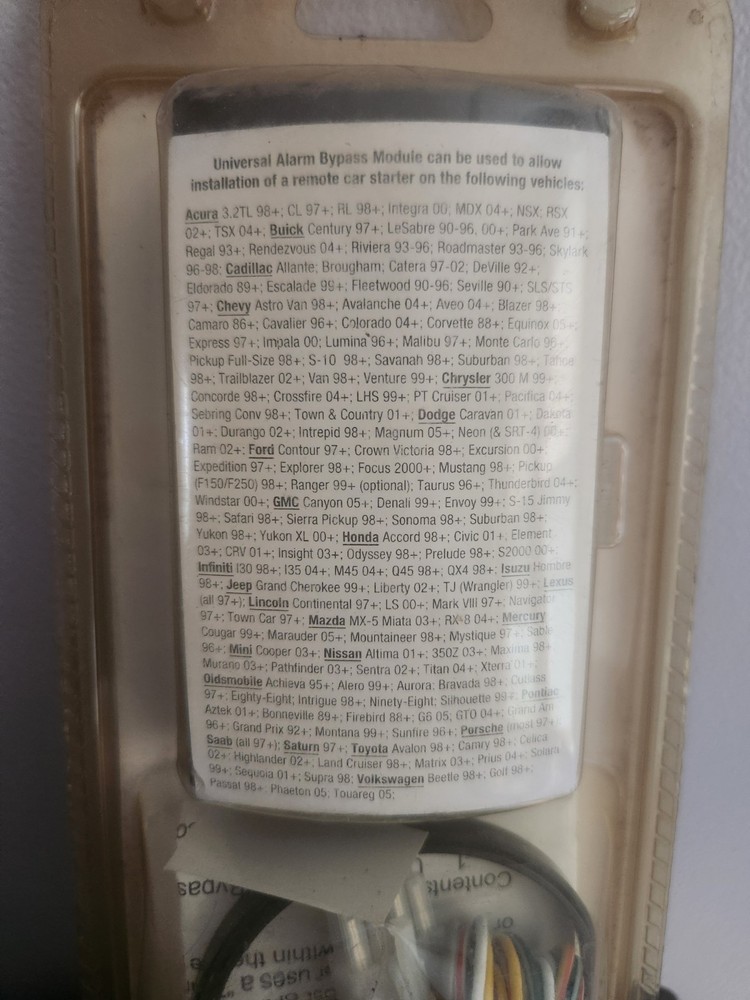 Universal Alarm Bypass Module can be used to allow
installation of a remote car starter on the following vehicles:
Acura 3.2TL 98+; CL 97+; RL 98+; Integra 00; MDX 04+; NSX; RSX
02+; TSX 04+; Buick Century 97+; LeSabre 90-96, 00+; Park Ave 91+;
Regal 93+; Rendezvous 04+; Riviera 93-96; Roadmaster 93-96; Skylark
96-98; Cadillac Allante; Brougham; Catera 97-02; DeVille 92+;
Eldorado 89+; Escalade 99+; Fleetwood 90-96; Seville 90+; SLS/STS
97+; Chevy Astro Van 98+; Avalanche 04+; Aveo 04+; Blazer 98+;
Camaro 86+; Cavalier 96+; Colorado 04+; Corvette 88+; Equinox 05+;
Express 97+; Impala 00; Lumina 96+; Malibu 97+; Monte Carlo 96+;
Pickup Full-Size 98+; S-10 98+; Savanah 98+; Suburban 98+, Tahoe
98+; Trailblazer 02+; Van 98+; Venture 99+; Chrysler 300 M 99+;
Concorde 98+; Crossfire 04+; LHS 99+; PT Cruiser 01+; Pacifica 04+;
Sebring Conv 98+; Town & Country 01+; Dodge Caravan 01+; Dakota
01+; Durango 02+; Intrepid 98+; Magnum 05+; Neon (& SRT-4) 00+;
Ram 02+; Ford Contour 97+; Crown Victoria 98+; Excursion 00+;
Expedition 97+; Explorer 98+; Focus 2000+; Mustang 98+; Pickup
(F150/F250) 98+; Ranger 99+ (optional); Taurus 96+; Thunderbird 04+;
Windstar 00+; GMC Canyon 05+; Denali 99+; Envoy 99+; S-15 Jimmy
98+; Safari 98+; Sierra Pickup 98+; Sonoma 98+; Suburban 98+;
Yukon 98+; Yukon XL 00+; Honda Accord 98+; Civic 01+, Element
03+; CRV 01+; Insight 03+; Odyssey 98+; Prelude 98+; S2000 00+;
Infiniti I30 98+; I35 04+; M45 04+; Q45 98+; QX4 98+; Isuzu Hombre
98+; Jeep Grand Cherokee 99+; Liberty 02+; TJ (Wrangler) 99+; Lexus
(all 97+); Lincoln Continental 97+; LS 00+; Mark VIII 97+; Navigator
97+; Town Car 97+; Mazda MX-5 Miata 03+; RX-8 04+; Mercury
Cougar 99+; Marauder 05+; Mountaineer 98+; Mystique 97+; Sable
96+; Mini Cooper 03+; Nissan Altima 01+; 350Z 03+; Maxima 98+
Murano 03+; Pathfinder 03+; Sentra 02+; Titan 04+; Xterra 01+;
Oldsmobile Achieva 95+; Alero 99+; Aurora; Bravada 98+; Cutlass
97+; Eighty-Eight; Intrigue 98+; Ninety-Eight; Silhouette 99+; Pontiac
Aztek 01+; Bonneville 89+; Firebird 88+; G6 05; GTO 04+; Grand Am
96+; Grand Prix 92+; Montana 99+; Sunfire 96+; Porsche (most 97+
Saab (all 97+); Saturn 97+; Toyota Avalon 98+; Camry 98+; Celica
02+; Highlander 02+; Land Cruiser 98+; Matrix 03+; Prius 04+; Solara
99+; Sequoia 01+; Supra 98; Volkswagen Beetle 98+; Golf 98+;
Passat 98+; Phaeton 05; Touareg 05;
Contents
1
or
within the
uses a